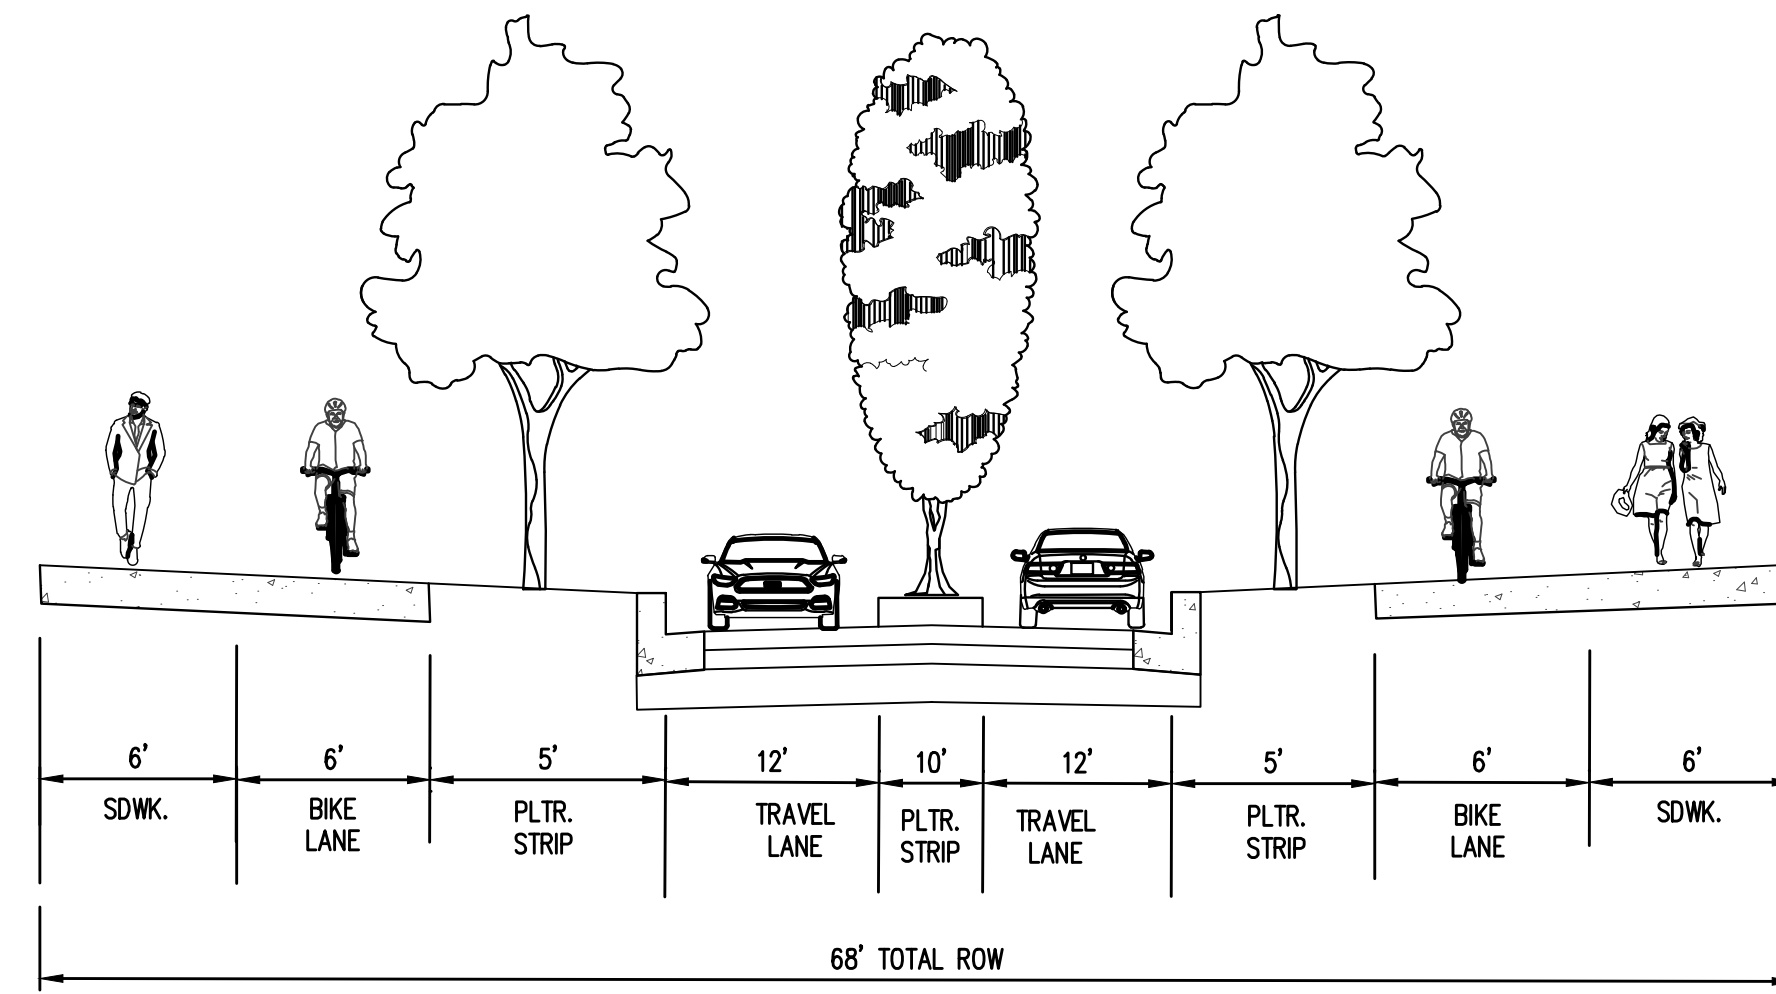 6' 6' 5' 12' 10' 12' 5' 6' 6'
SDWK. BIKE LANE PLTR. STRIP TRAVEL LANE PLTR. STRIP TRAVEL LANE PLTR. STRIP BIKE LANE SDWK.
68' TOTAL ROW